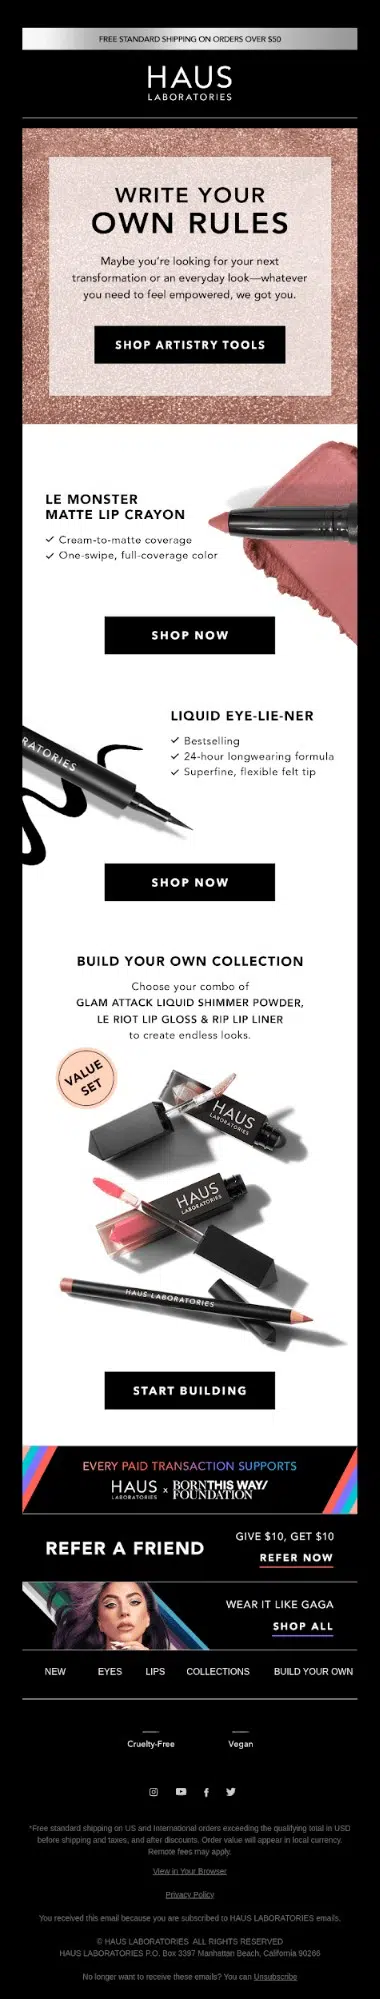 FREE STANDARD SHIPPING ON ORDERS OVER $50
HAUS
LABORATORIES
WRITE YOUR
OWN RULES
Maybe you're looking for your next
transformation or an everyday look—whatever
you need to feel empowered, we got you.
SHOP ARTISTRY TOOLS
LE MONSTER
MATTE LIP CRAYON
✓ Cream-to-matte coverage
✓ One-swipe, full-coverage color
SHOP NOW
LIQUID EYE-LIE-NER
✓ Bestselling
✓ 24-hour longwearing formula
✓ Superfine, flexible felt tip
RATORIES
SHOP NOW
BUILD YOUR OWN COLLECTION
Choose your combo of
GLAM ATTACK LIQUID SHIMMER POWDER,
LE RIOT LIP GLOSS & RIP LIP LINER
to create endless looks.
VALUE
SET
HAUS
LABORATORIES
HAUS
LABORATORIES
HAUS LABORATORIES
START BUILDING
EVERY PAID TRANSACTION SUPPORTS
HAUS LABORATORIES x BORNTHIS WAY/ FOUNDATION
REFER A FRIEND
GIVE $10, GET $10
REFER NOW
WEAR IT LIKE GAGA
SHOP ALL
NEW EYES LIPS COLLECTIONS BUILD YOUR OWN
Cruelty-Free Vegan
*Free standard shipping on US and International orders exceeding the qualifying total in USD
before shipping and taxes, and after discounts. Order value will appear in local currency.
Remote fees may apply.
View in Your Browser
Privacy Policy
You received this email because you are subscribed to HAUS LABORATORIES emails.
© HAUS LABORATORIES ALL RIGHTS RESERVED
HAUS LABORATORIES P.O. Box 3397 Manhattan Beach, California 90266
No longer want to receive these emails? You can Unsubscribe